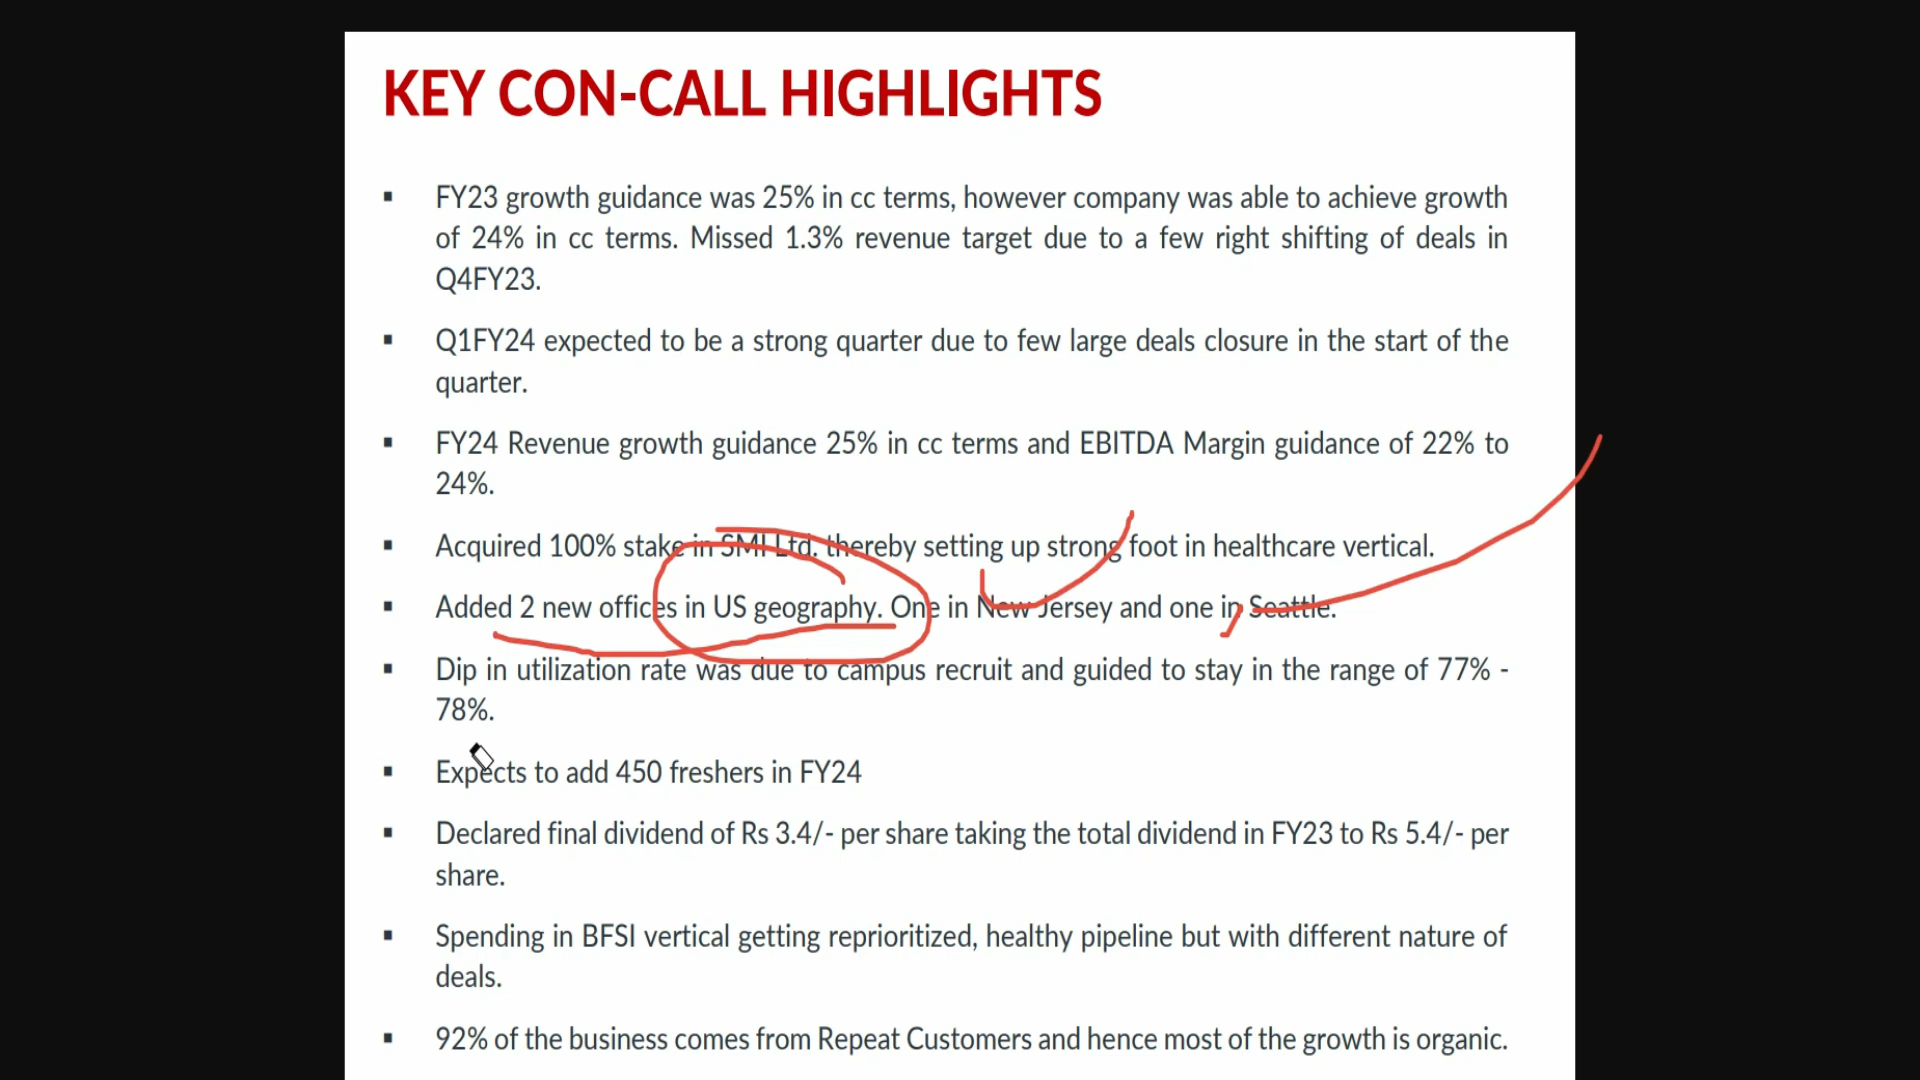 KEY CON-CALL HIGHLIGHTS
▪ FY23 growth guidance was 25% in cc terms, however company was able to achieve growth
of 24% in cc terms. Missed 1.3% revenue target due to a few right shifting of deals in
Q4FY23.
▪ Q1FY24 expected to be a strong quarter due to few large deals closure in the start of the
quarter.
▪ FY24 Revenue growth guidance 25% in cc terms and EBITDA Margin guidance of 22% to
24%.
▪ Acquired 100% stake in SMI Ltd. thereby setting up strong foot in healthcare vertical.
▪ Added 2 new offices in US geography. One in New Jersey and one in Seattle.
▪ Dip in utilization rate was due to campus recruit and guided to stay in the range of 77% -
78%.
▪ Expects to add 450 freshers in FY24
▪ Declared final dividend of Rs 3.4/- per share taking the total dividend in FY23 to Rs 5.4/- per
share.
▪ Spending in BFSI vertical getting reprioritized, healthy pipeline but with different nature of
deals.
▪ 92% of the business comes from Repeat Customers and hence most of the growth is organic.